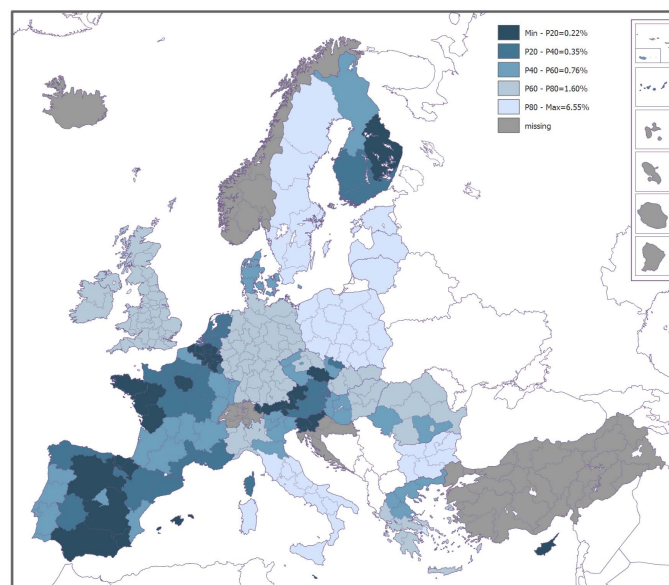 Min - P20=0.22%
P20 - P40=0.35%
P40 - P60=0.76%
P60 - P80=1.60%
P80 - Max=6.55%
missing